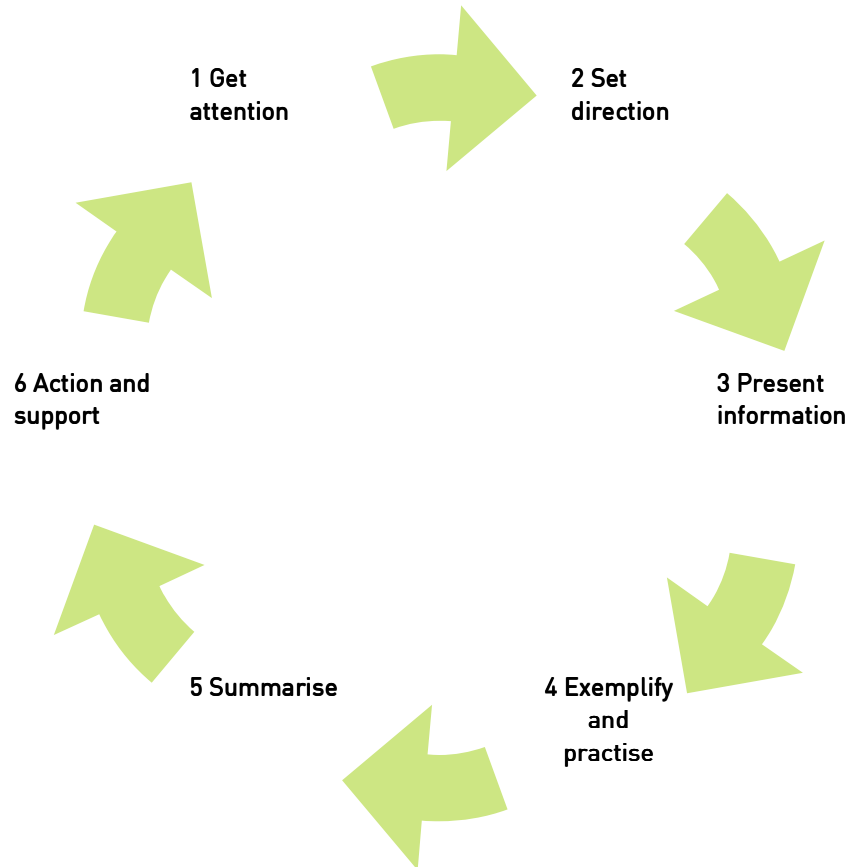 1 Get
attention
2 Set
direction
3 Present
information
4 Exemplify
and
practise
5 Summarise
6 Action and
support